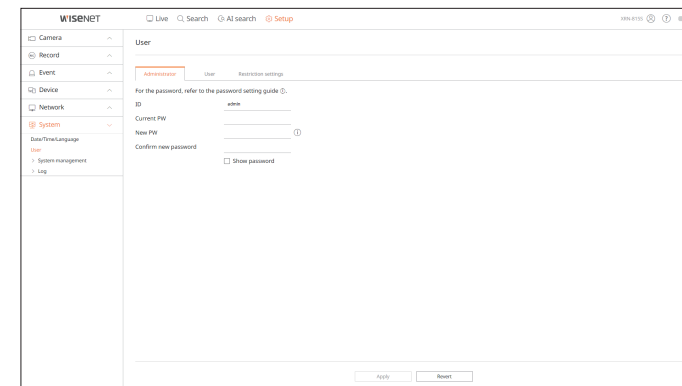 WISENET Live Search AI search Setup VRN-8155
Camera
Record
Event
Device
Network
System
Date/Time/Language
User
> System management
> Log
User
Administrator User Restriction settings
For the password, refer to the password setting guide ⓘ.
ID admin
Current PW
New PW
Confirm new password
Show password
Apply Revert